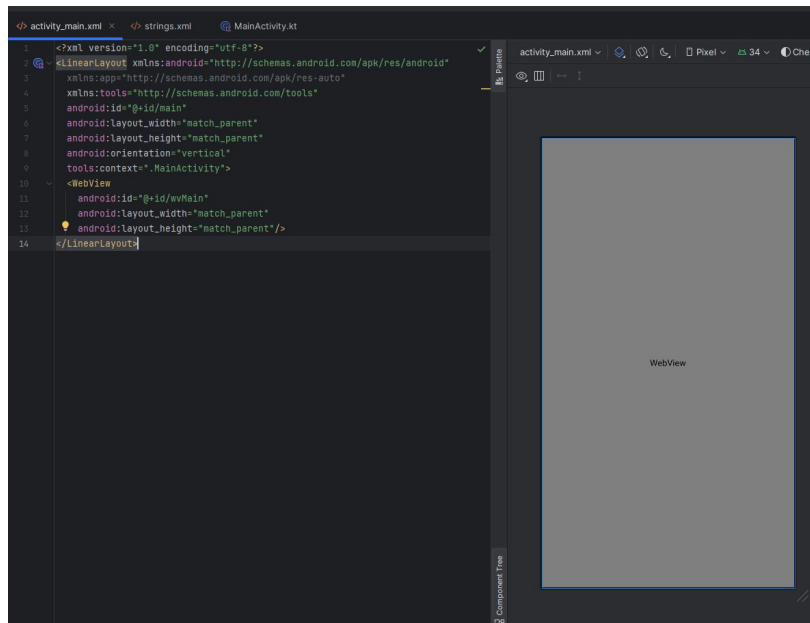 activity_main.xml
strings.xml
MainActivity.kt
1 <?xml version="1.0" encoding="utf-8"?>
2 <LinearLayout xmlns:android="http://schemas.android.com/apk/res/android"
3 xmlns:app="http://schemas.android.com/apk/res-auto"
4 xmlns:tools="http://schemas.android.com/tools"
5 android:id="@+id/main"
6 android:layout_width="match_parent"
7 android:layout_height="match_parent"
8 android:orientation="vertical"
9 tools:context=".MainActivity">
10 <WebView
11 android:id="@+id/wvMain"
12 android:layout_width="match_parent"
13 android:layout_height="match_parent"/>
14 </LinearLayout>
Palette
Component Tree
activity_main.xml Pixel 34 Che
WebView